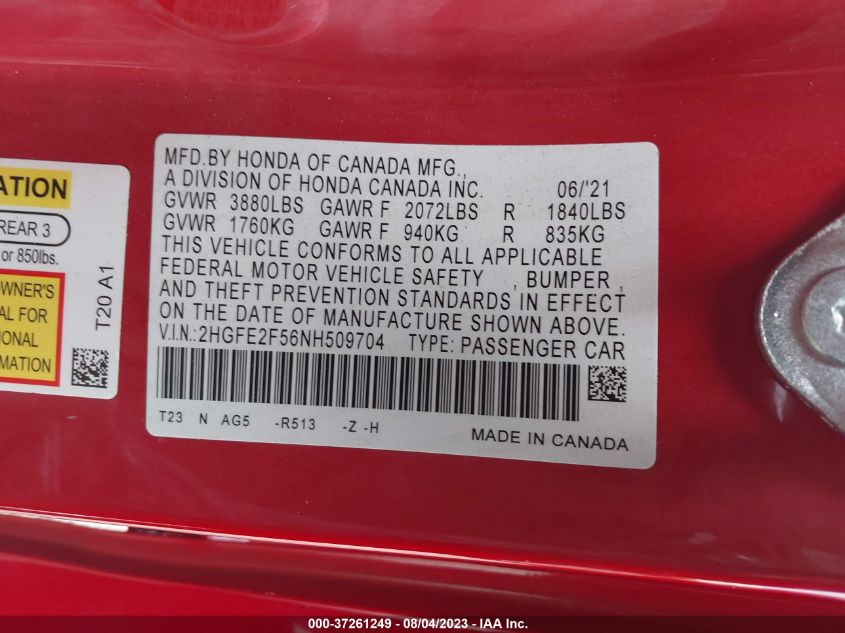 ATION
REAR 3
or 850lbs.
OWNER'S
AL FOR
IONAL
RMATION
T20 A1
MFD.BY HONDA OF CANADA MFG.,
A DIVISION OF HONDA CANADA INC. 06/'21
GVWR 3880LBS GAWR F 2072LBS R 1840LBS
GVWR 1760KG GAWR F 940KG R 835KG
THIS VEHICLE CONFORMS TO ALL APPLICABLE
FEDERAL MOTOR VEHICLE SAFETY , BUMPER ,
AND THEFT PREVENTION STANDARDS IN EFFECT
ON THE DATE OF MANUFACTURE SHOWN ABOVE.
V.I.N.:2HGFE2F56NH509704 TYPE: PASSENGER CAR
T23 N AG5 -R513 -Z -H
MADE IN CANADA
000-37261249 - 08/04/2023 - IAA Inc.